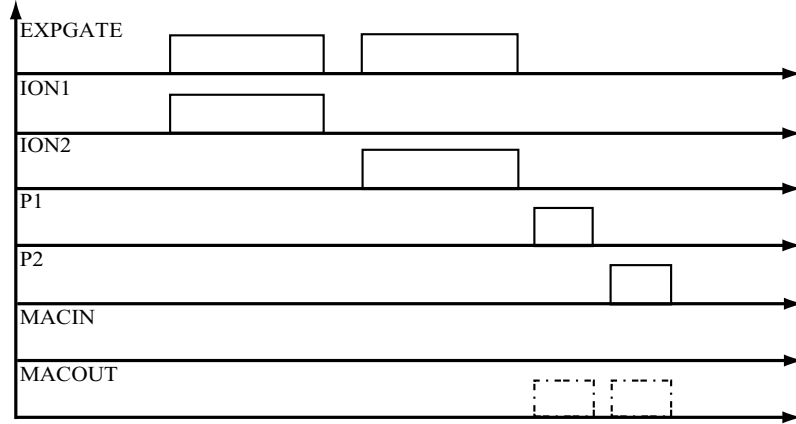 EXPGATE
ION1
ION2
P1
P2
MACIN
MACOUT